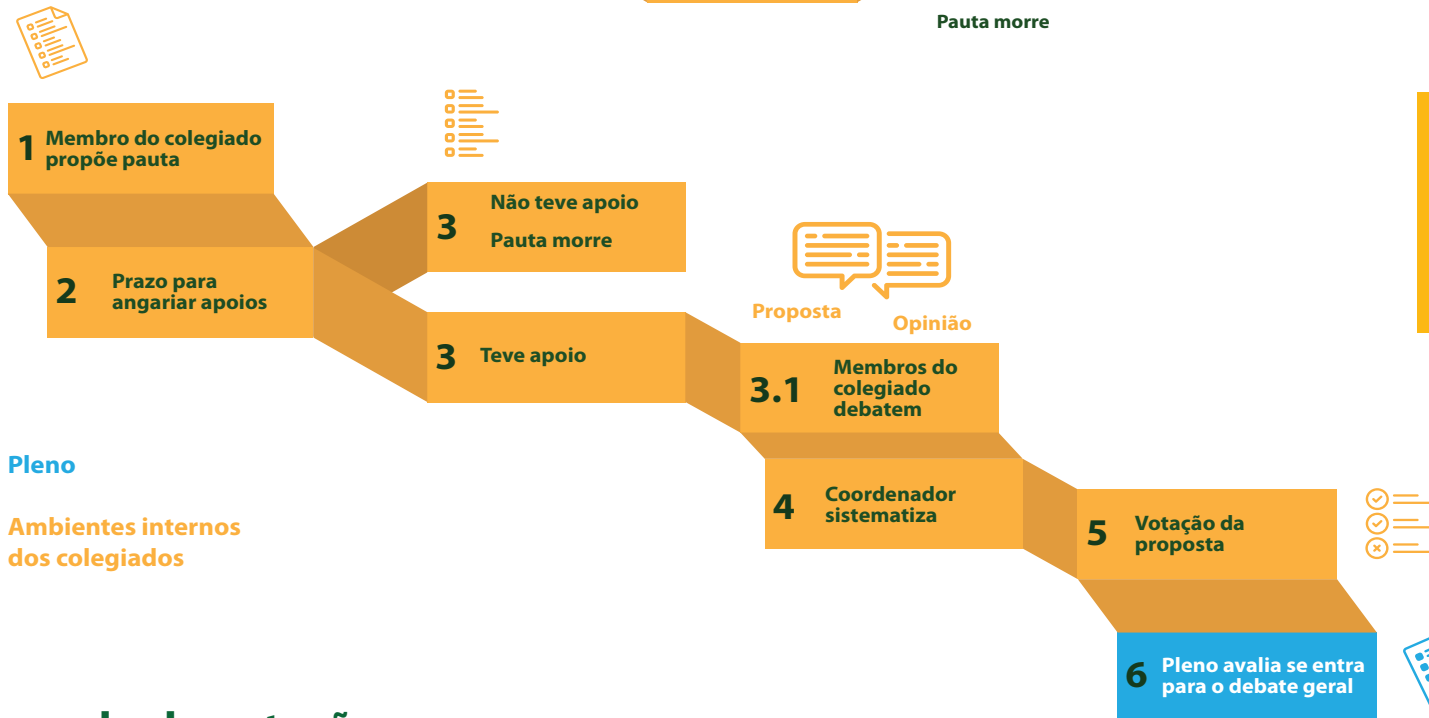 Pauta morre
1 Membro do colegiado
propõe pauta
2 Prazo para
angariar apoios
3 Não teve apoio
Pauta morre
3 Teve apoio
Proposta
Opinião
3.1 Membros do
colegiado
debatem
4 Coordenador
sistematiza
5 Votação da
proposta
6 Pleno avalia se entra
para o debate geral
Pleno
Ambientes internos
dos colegiados